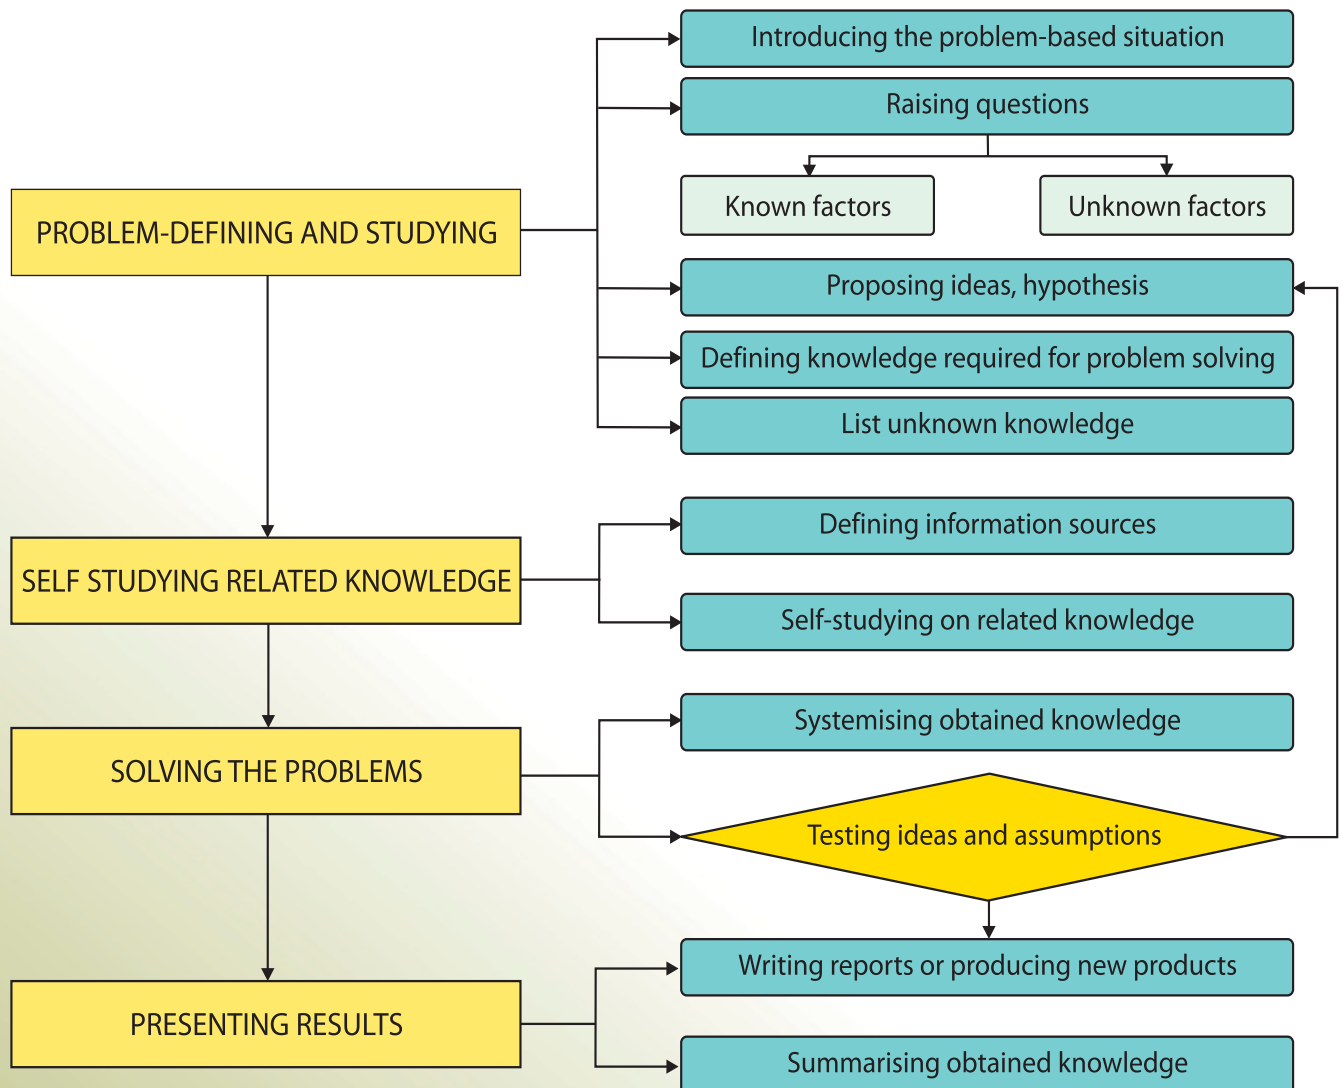 Introducing the problem-based situation
Raising questions
Known factors
Unknown factors
PROBLEM-DEFINING AND STUDYING
Proposing ideas, hypothesis
Defining knowledge required for problem solving
List unknown knowledge
Defining information sources
SELF STUDYING RELATED KNOWLEDGE
Self-studying on related knowledge
Systemising obtained knowledge
SOLVING THE PROBLEMS
Testing ideas and assumptions
Writing reports or producing new products
PRESENTING RESULTS
Summarising obtained knowledge